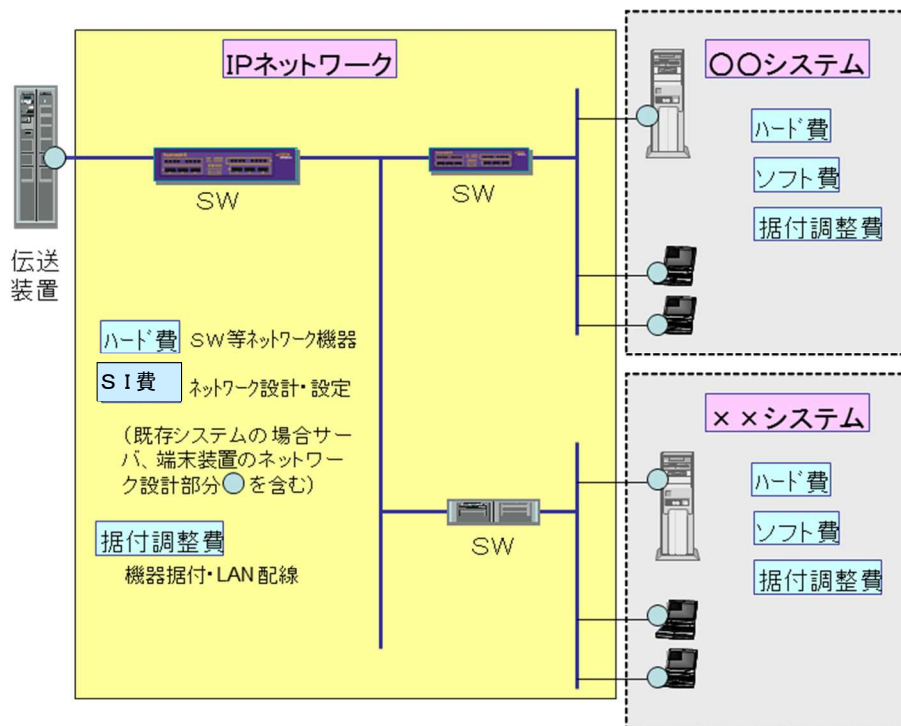 IPネットワーク
〇〇システム
ハード費
ソフト費
据付調整費
SW
SW
伝送
装置
ハード費 SW等ネットワーク機器
SI費 ネットワーク設計・設定
(既存システムの場合サー
バ、端末装置のネットワー
ク設計部分を含む)
据付調整費
機器据付・LAN配線
SW
××システム
ハード費
ソフト費
据付調整費